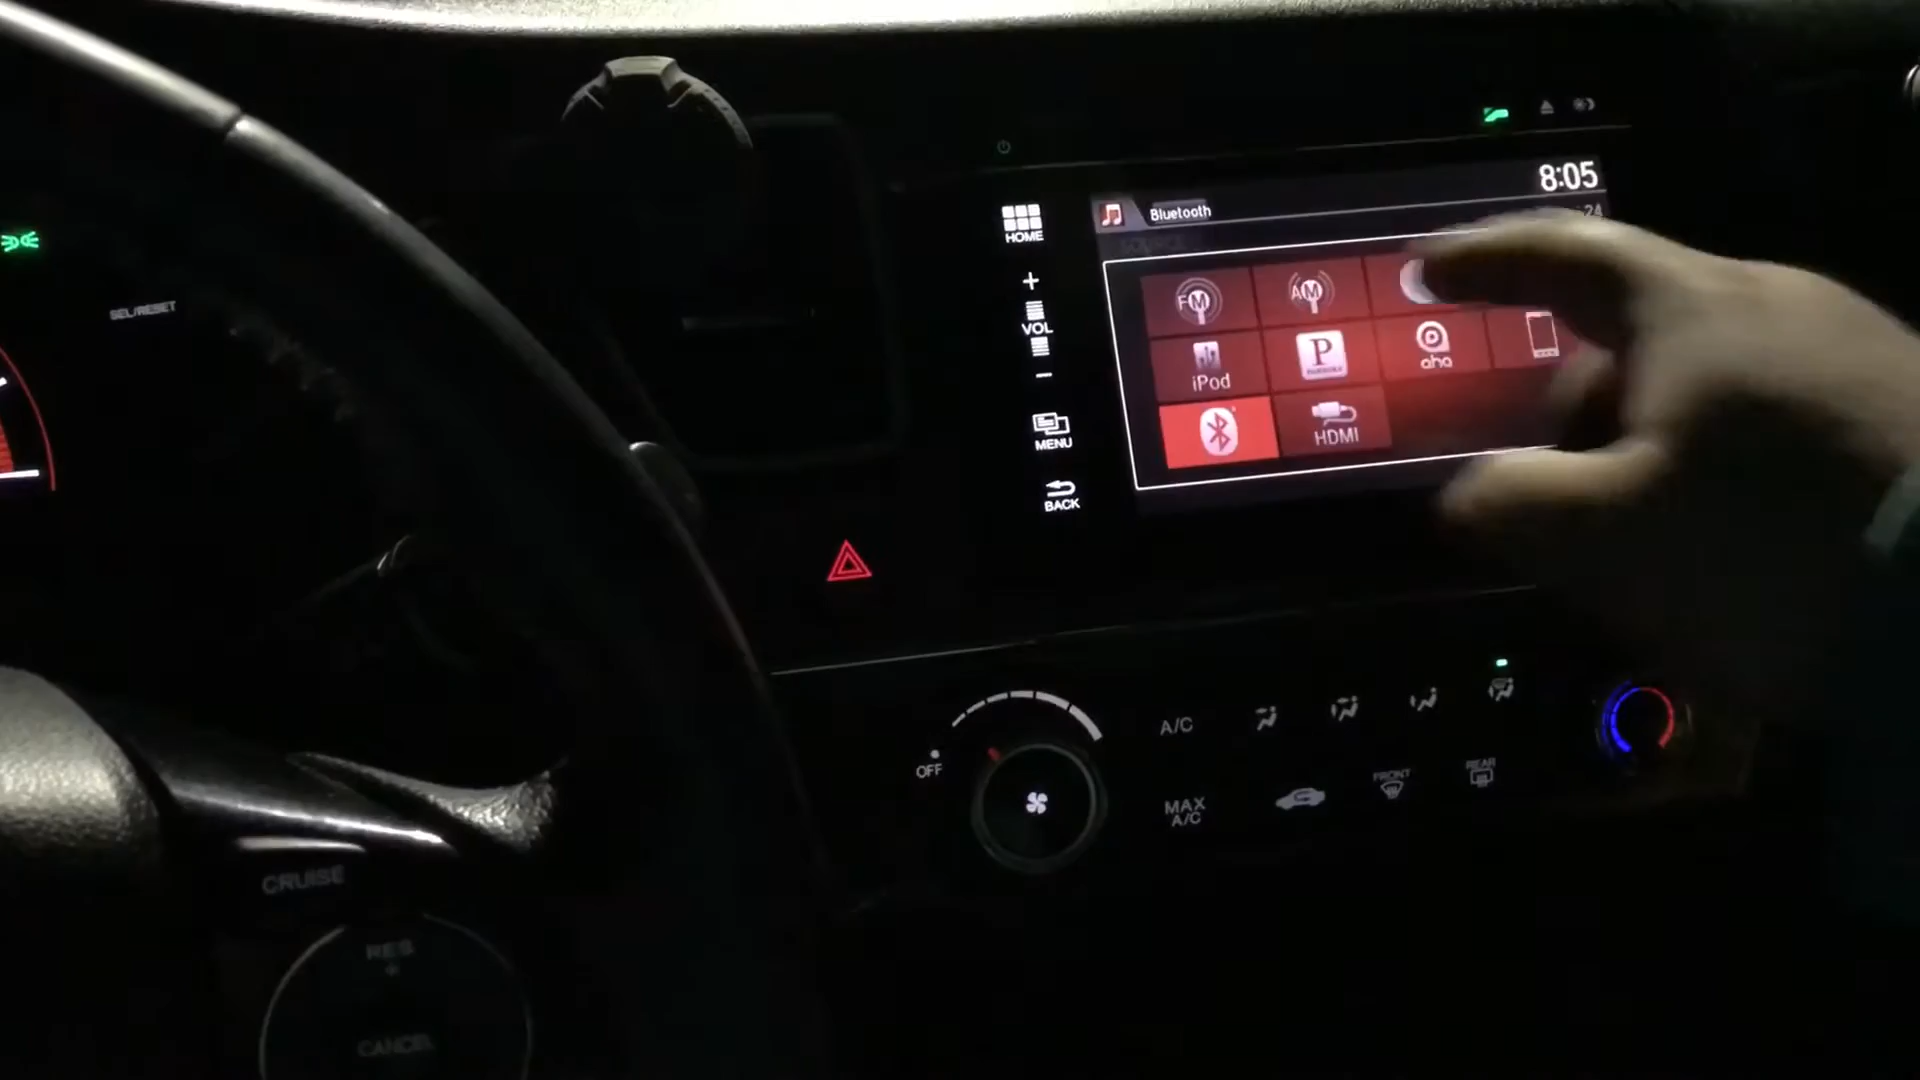 8:05
Bluetooth
24
HOME
FM
AM
+
VOL
-
iPod
P
aha
MENU
HDMI
BACK
SEL/RESET
A/C
OFF
MAX
A/C
FRONT
REAR
CRUISE
RES
+
CANCEL